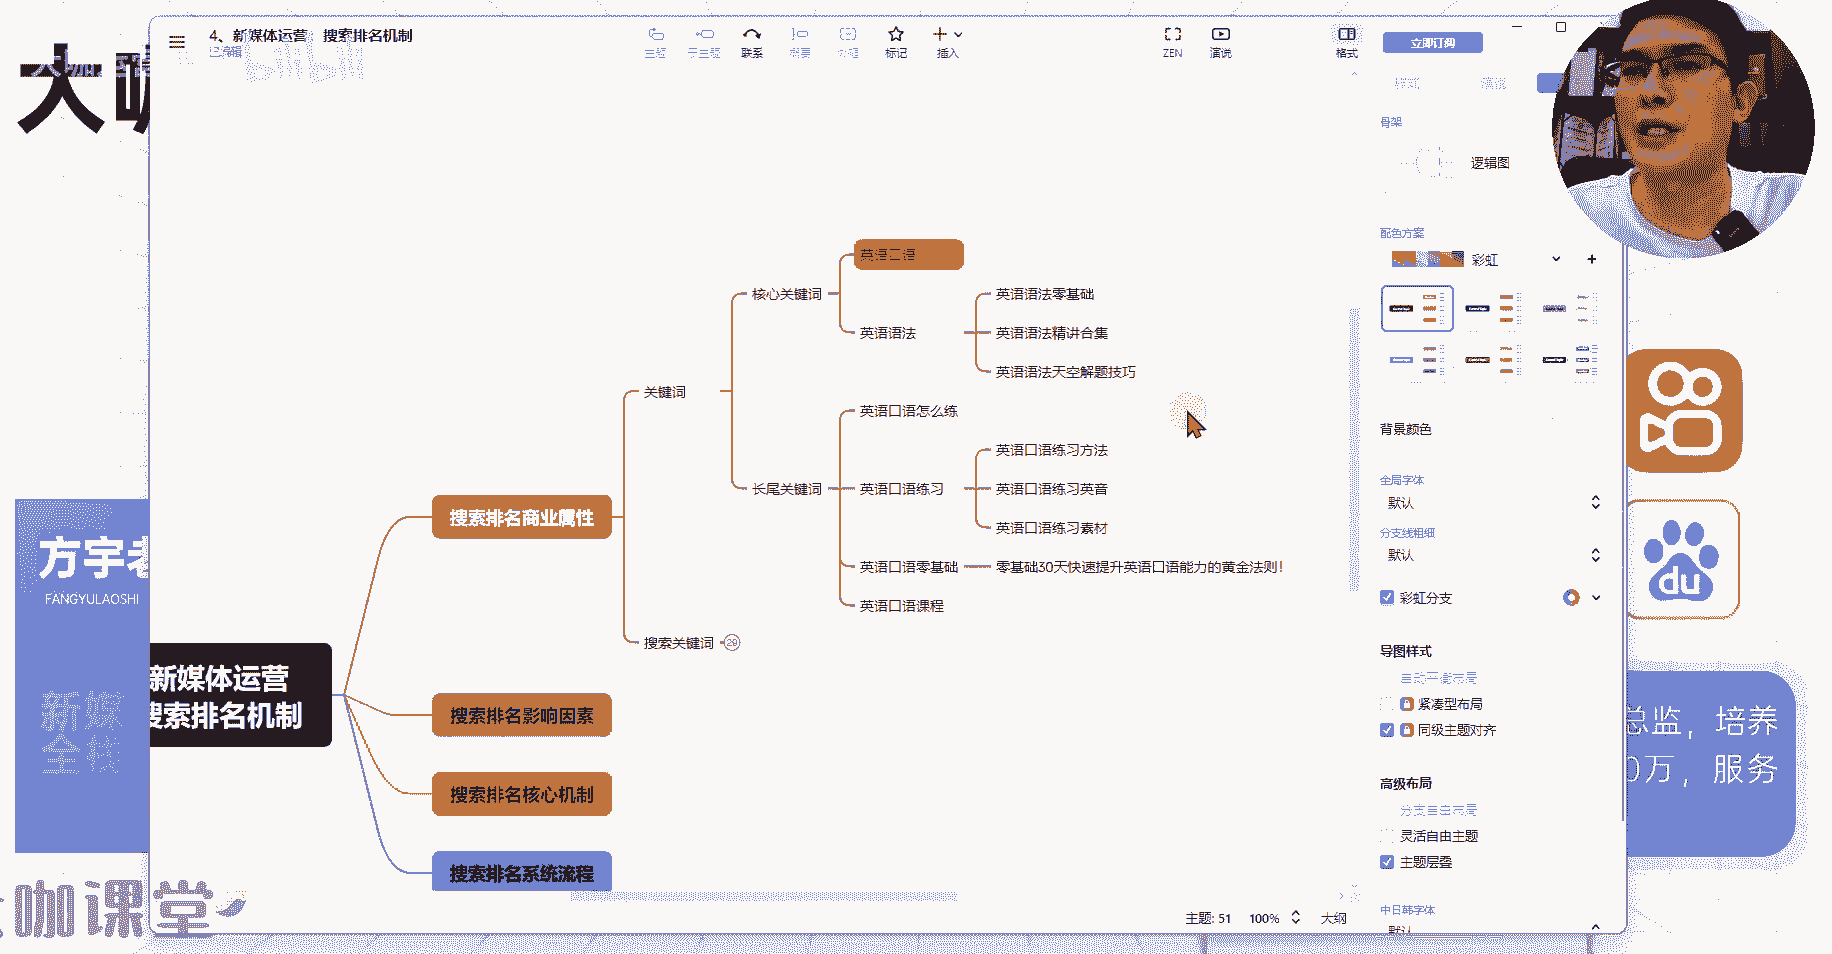 4、新媒体运营 搜索排名机制
已编辑
主题
子主题
联系
概要
外框
标记
插入
ZEN
演说
格式
立即订阅
样式
演说
骨架
逻辑图
配色方案
彩虹
背景颜色
全局字体
默认
分支线粗细
默认
彩虹分支
导图样式
自动平衡布局
紧凑型布局
同级主题对齐
高级布局
分支自由布局
灵活自由主题
主题层叠
中日韩字体
默认
新媒体运营
搜索排名机制
搜索排名商业属性
搜索排名影响因素
搜索排名核心机制
搜索排名系统流程
关键词
搜索关键词
29
核心关键词
长尾关键词
英语口语
英语语法
英语语法零基础
英语语法精讲合集
英语语法天空解题技巧
英语口语怎么练
英语口语练习
英语口语练习方法
英语口语练习英音
英语口语练习素材
英语口语零基础
零基础30天快速提升英语口语能力的黄金法则！
英语口语课程
主题: 51
100%
大纲
大
bilibili
方宇老
FANGYULAOSHI
新媒
全栈
咖课堂
du
总监，培养
0万，服务